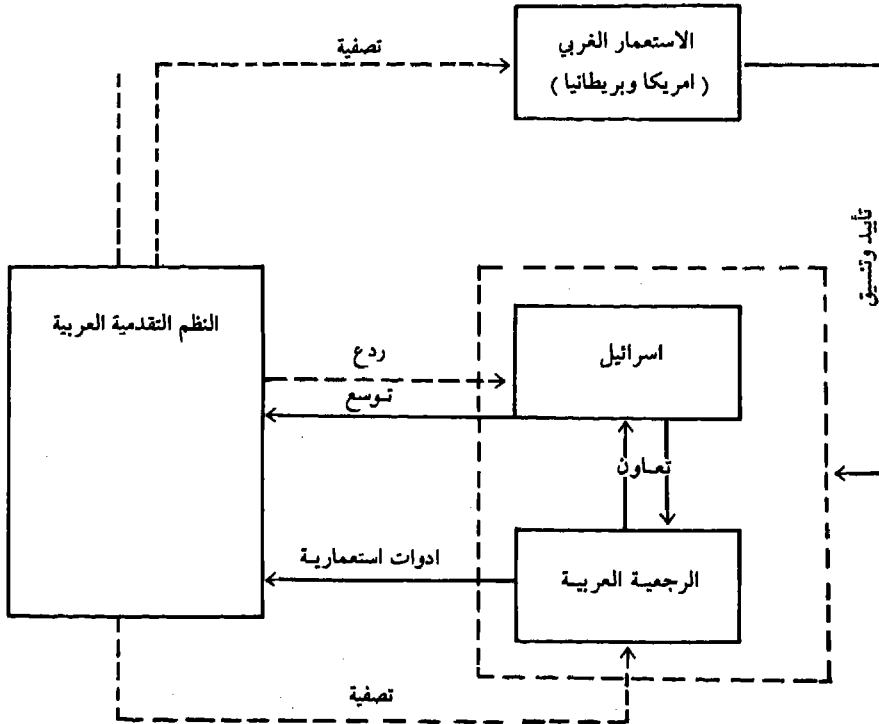 تصفية
الاستعمار الغربي
( امريكا وبريطانيا )
تأييد وتنسيق
النظم التقدمية العربية
ردع
توسع
اسرائيل
تعاون
ادوات استعمارية
الرجعية العربية
تصفية